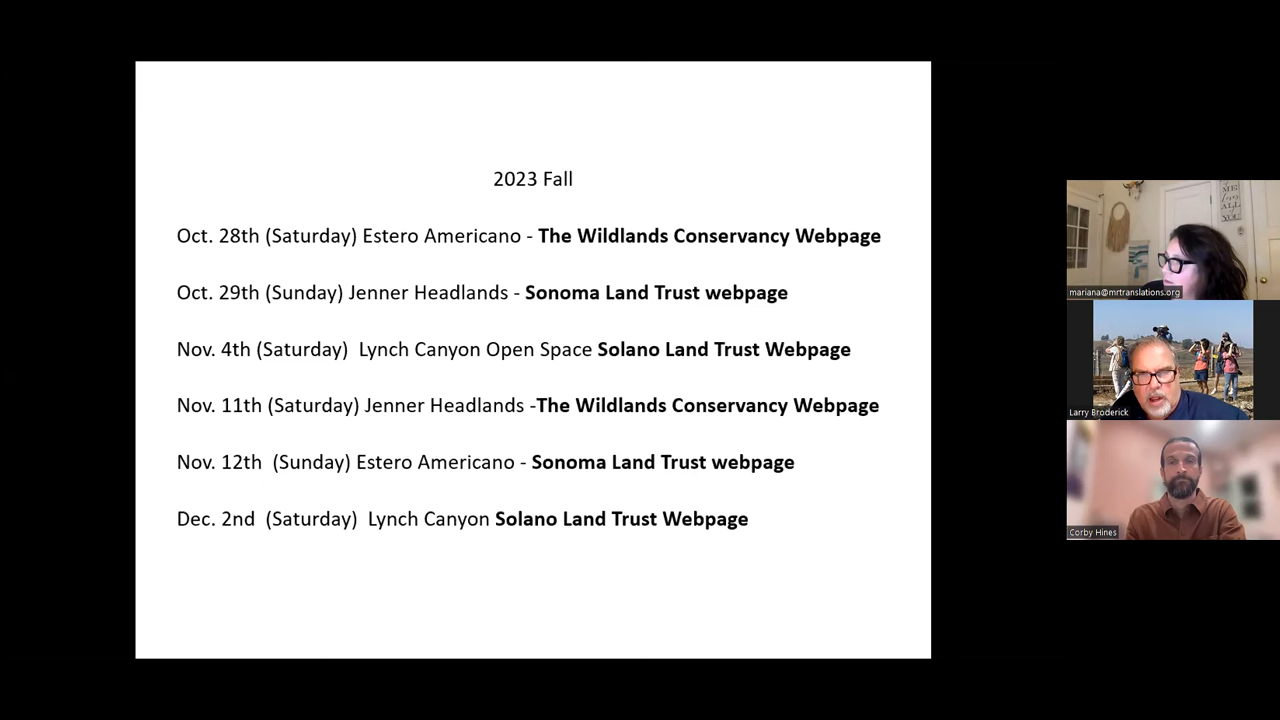 2023 Fall
Oct. 28th (Saturday) Estero Americano - The Wildlands Conservancy Webpage
Oct. 29th (Sunday) Jenner Headlands - Sonoma Land Trust webpage
Nov. 4th (Saturday)  Lynch Canyon Open Space Solano Land Trust Webpage
Nov. 11th (Saturday) Jenner Headlands -The Wildlands Conservancy Webpage
Nov. 12th  (Sunday) Estero Americano - Sonoma Land Trust webpage
Dec. 2nd  (Saturday)  Lynch Canyon Solano Land Trust Webpage
ME
ALL
YOU
mariana@mrtranslations.org
Larry Broderick
Corby Hines